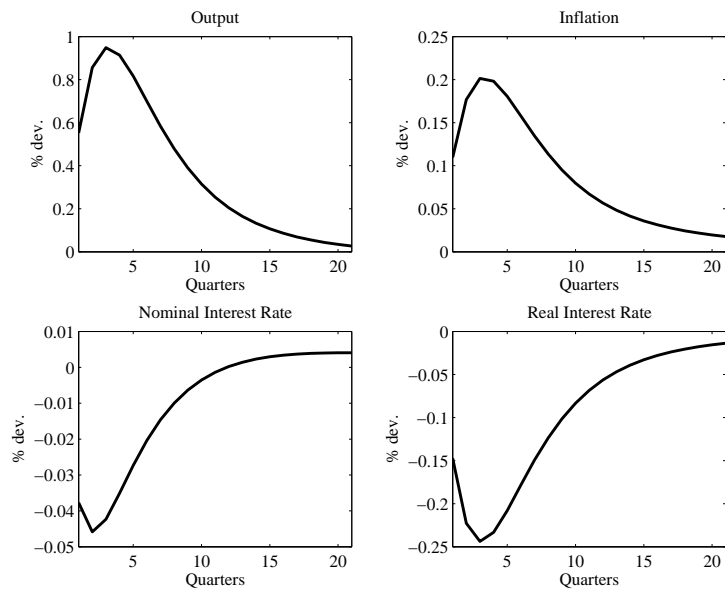 Output
% dev.
1
0.8
0.6
0.4
0.2
0
5 10 15 20
Quarters
Inflation
% dev.
0.25
0.2
0.15
0.1
0.05
0
5 10 15 20
Quarters
Nominal Interest Rate
% dev.
0.01
0
−0.01
−0.02
−0.03
−0.04
−0.05
5 10 15 20
Quarters
Real Interest Rate
% dev.
0
−0.05
−0.1
−0.15
−0.2
−0.25
5 10 15 20
Quarters